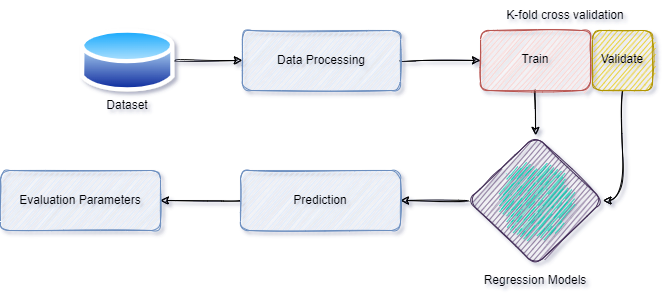 K-fold cross validation
Data Processing
Train
Validate
Dataset
Evaluation Parameters
Prediction
Regression Models